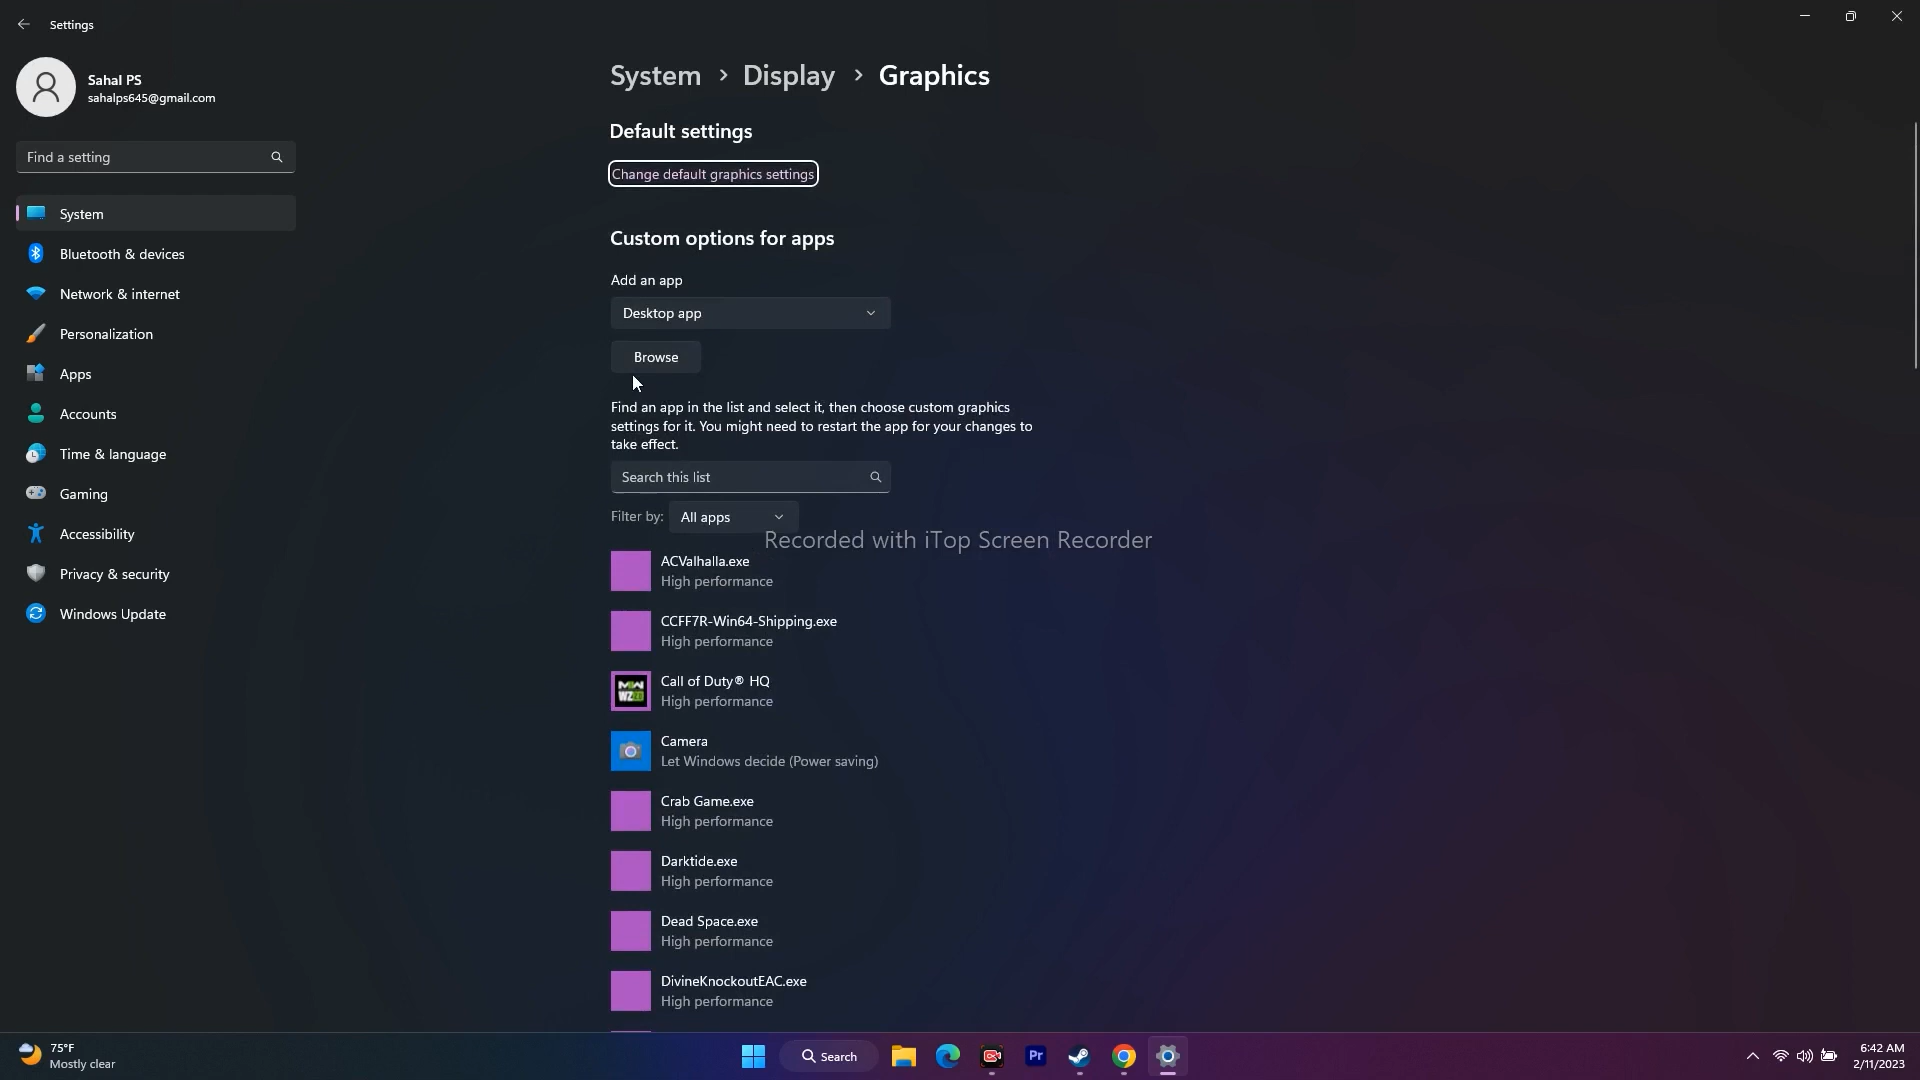 Settings
Sahal PS
sahalps645@gmail.com
Find a setting
System
Bluetooth & devices
Network & internet
Personalization
Apps
Accounts
Time & language
Gaming
Accessibility
Privacy & security
Windows Update
System > Display > Graphics
Default settings
Change default graphics settings
Custom options for apps
Add an app
Desktop app
Browse
Find an app in the list and select it, then choose custom graphics
settings for it. You might need to restart the app for your changes to
take effect.
Search this list
Filter by: All apps
Recorded with iTop Screen Recorder
ACValhalla.exe
High performance
CCFF7R-Win64-Shipping.exe
High performance
MW
WZ2.0
Call of Duty® HQ
High performance
Camera
Let Windows decide (Power saving)
Crab Game.exe
High performance
Darktide.exe
High performance
Dead Space.exe
High performance
DivineKnockoutEAC.exe
High performance
75°F
Mostly clear
Search
Pr
6:42 AM
2/11/2023